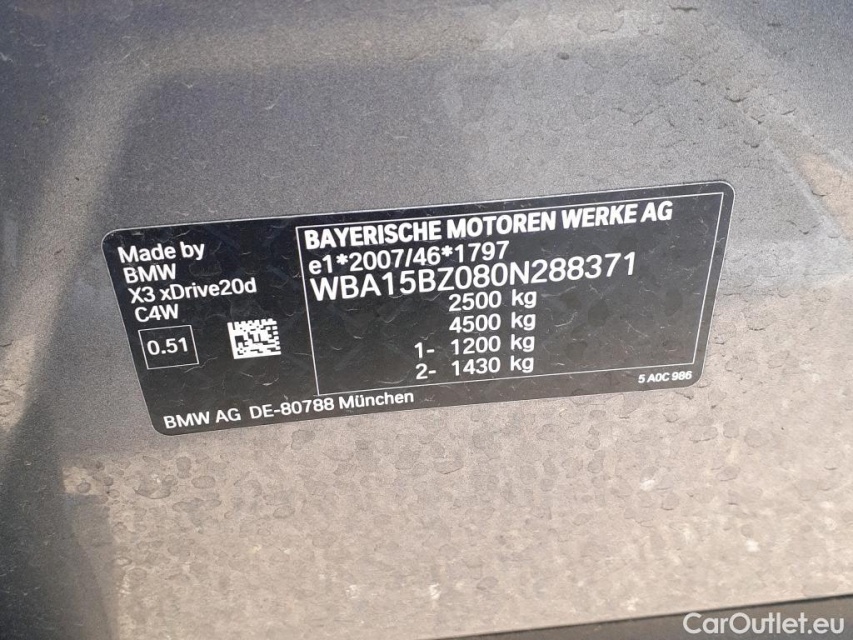 Made by
BMW
X3 xDrive20d
C4W
0.51
BAYERISCHE MOTOREN WERKE AG
e1*2007/46*1797
WBA15BZ080N288371
2500 kg
4500 kg
1- 1200 kg
2- 1430 kg
5 A0C 986
BMW AG DE-80788 München
CarOutlet.eu